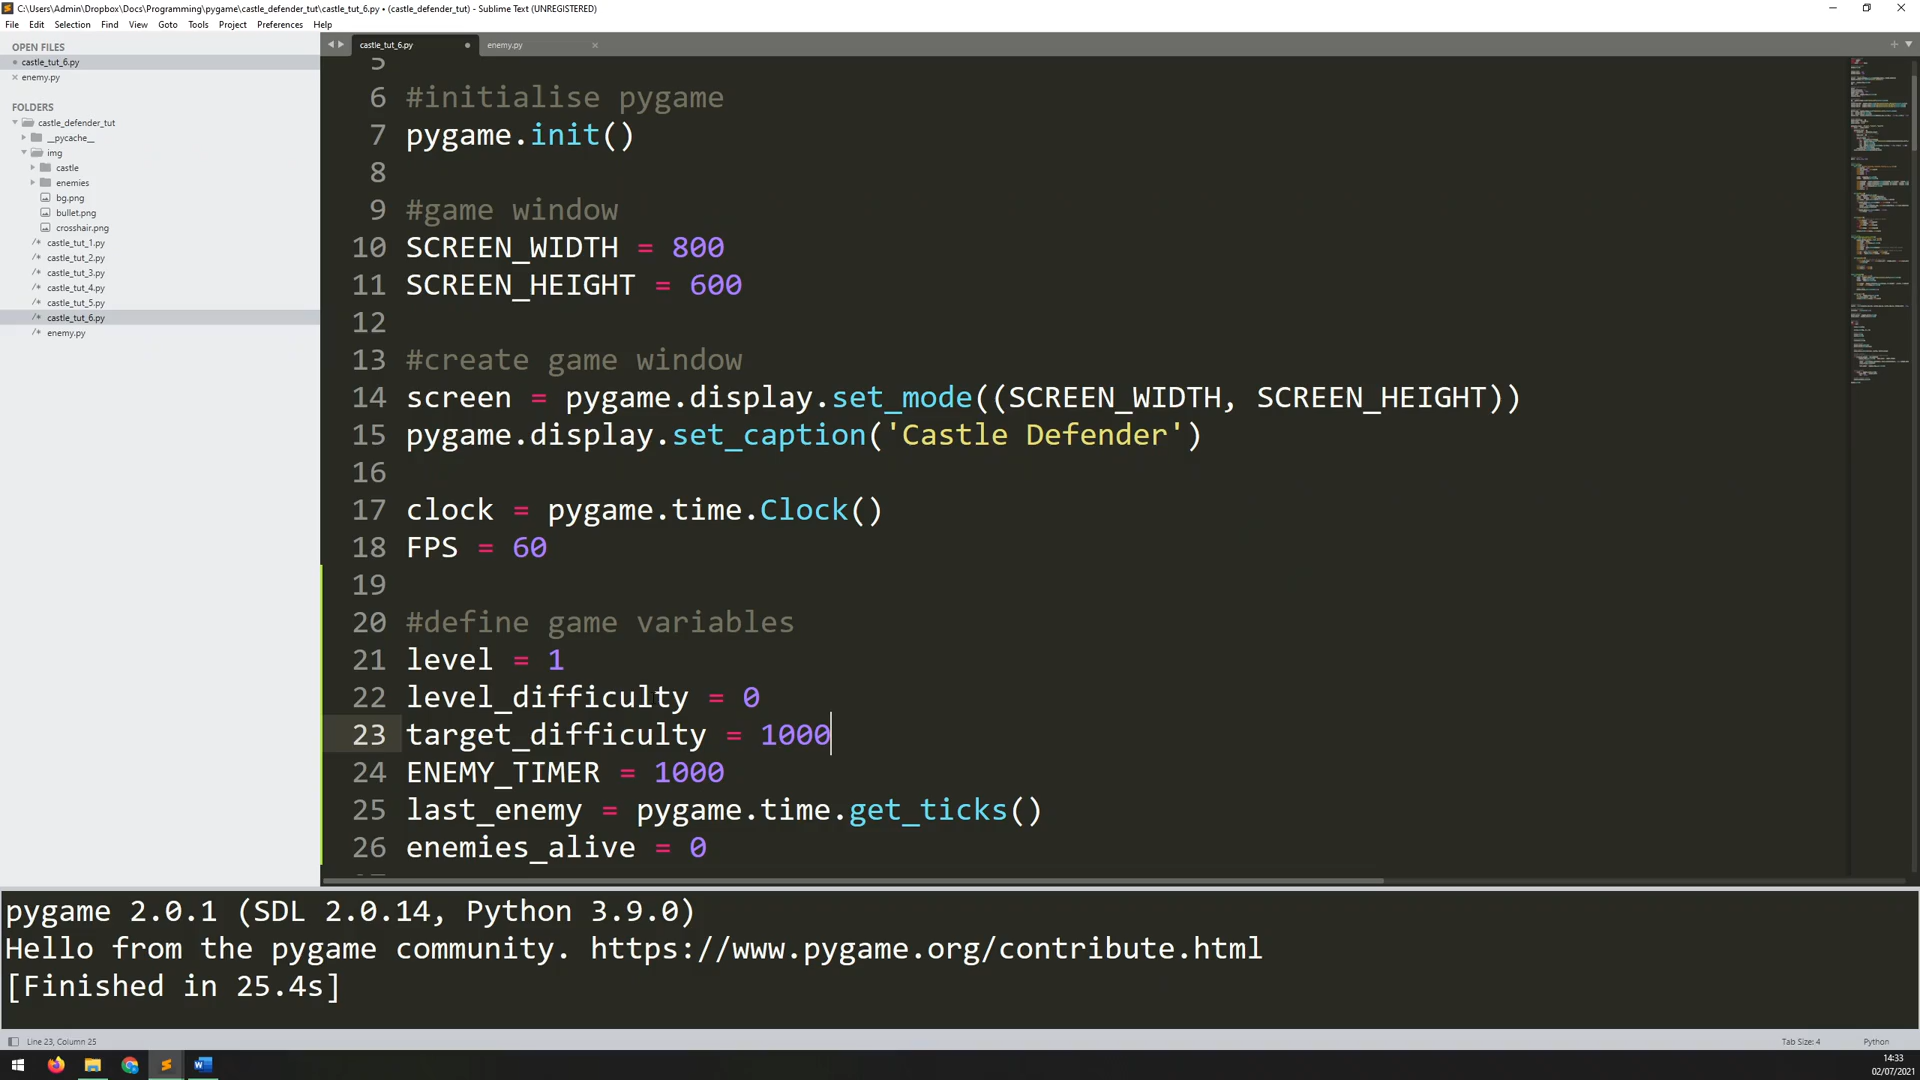 C:\Users\Admin\Dropbox\Docs\Programming\pygame\castle_defender_tut\castle_tut_6.py • (castle_defender_tut) - Sublime Text (UNREGISTERED)
File Edit Selection Find View Goto Tools Project Preferences Help
OPEN FILES
castle_tut_6.py
enemy.py
FOLDERS
castle_defender_tut
__pycache__
img
castle
enemies
bg.png
bullet.png
crosshair.png
castle_tut_1.py
castle_tut_2.py
castle_tut_3.py
castle_tut_4.py
castle_tut_5.py
castle_tut_6.py
enemy.py
castle_tut_6.py enemy.py
5
6 #initialise pygame
7 pygame.init()
8
9 #game window
10 SCREEN_WIDTH = 800
11 SCREEN_HEIGHT = 600
12
13 #create game window
14 screen = pygame.display.set_mode((SCREEN_WIDTH, SCREEN_HEIGHT))
15 pygame.display.set_caption('Castle Defender')
16
17 clock = pygame.time.Clock()
18 FPS = 60
19
20 #define game variables
21 level = 1
22 level_difficulty = 0
23 target_difficulty = 1000
24 ENEMY_TIMER = 1000
25 last_enemy = pygame.time.get_ticks()
26 enemies_alive = 0
pygame 2.0.1 (SDL 2.0.14, Python 3.9.0)
Hello from the pygame community. https://www.pygame.org/contribute.html
[Finished in 25.4s]
Line 23, Column 25
Tab Size: 4 Python
14:33
02/07/2021